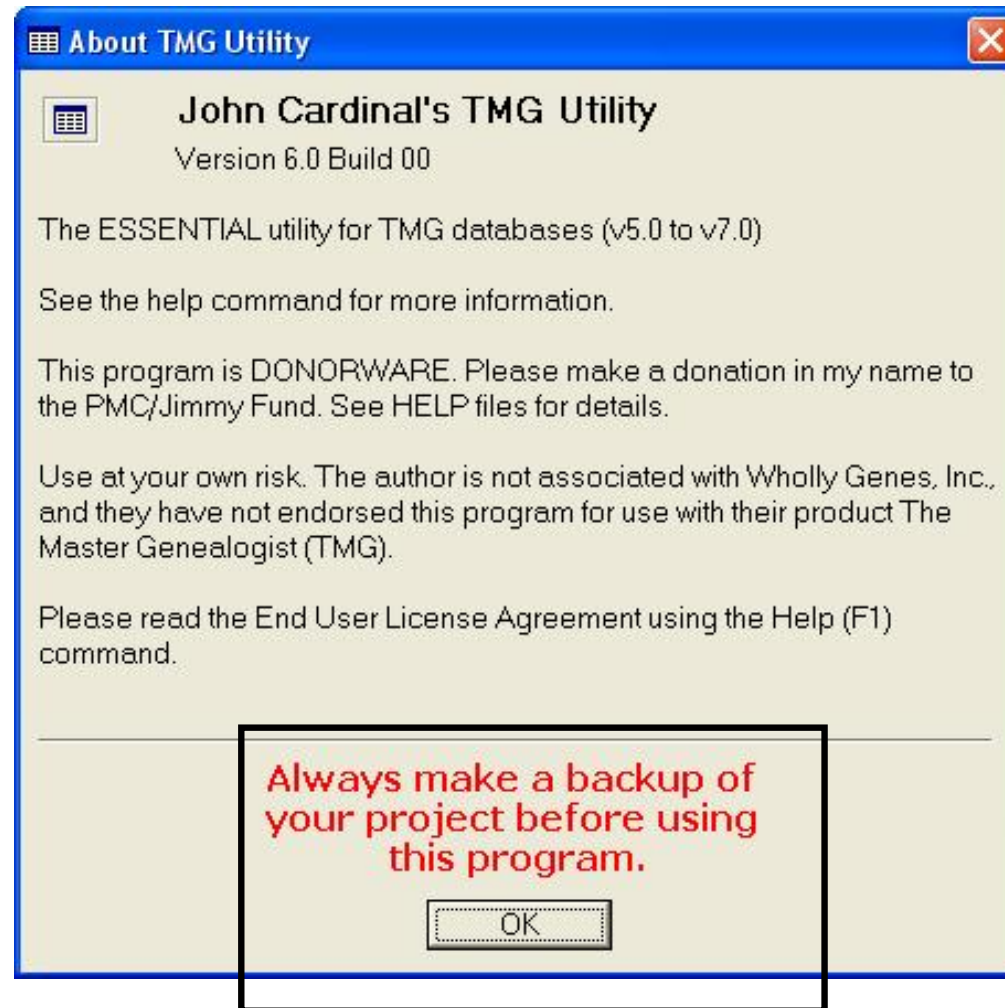 About TMG Utility
John Cardinal's TMG Utility
Version 6.0 Build 00
The ESSENTIAL utility for TMG databases (v5.0 to v7.0)
See the help command for more information.
This program is DONORWARE. Please make a donation in my name to
the PMC/Jimmy Fund. See HELP files for details.
Use at your own risk. The author is not associated with Wholly Genes, Inc.,
and they have not endorsed this program for use with their product The
Master Genealogist (TMG).
Please read the End User License Agreement using the Help (F1)
command.
Always make a backup of
your project before using
this program.
OK